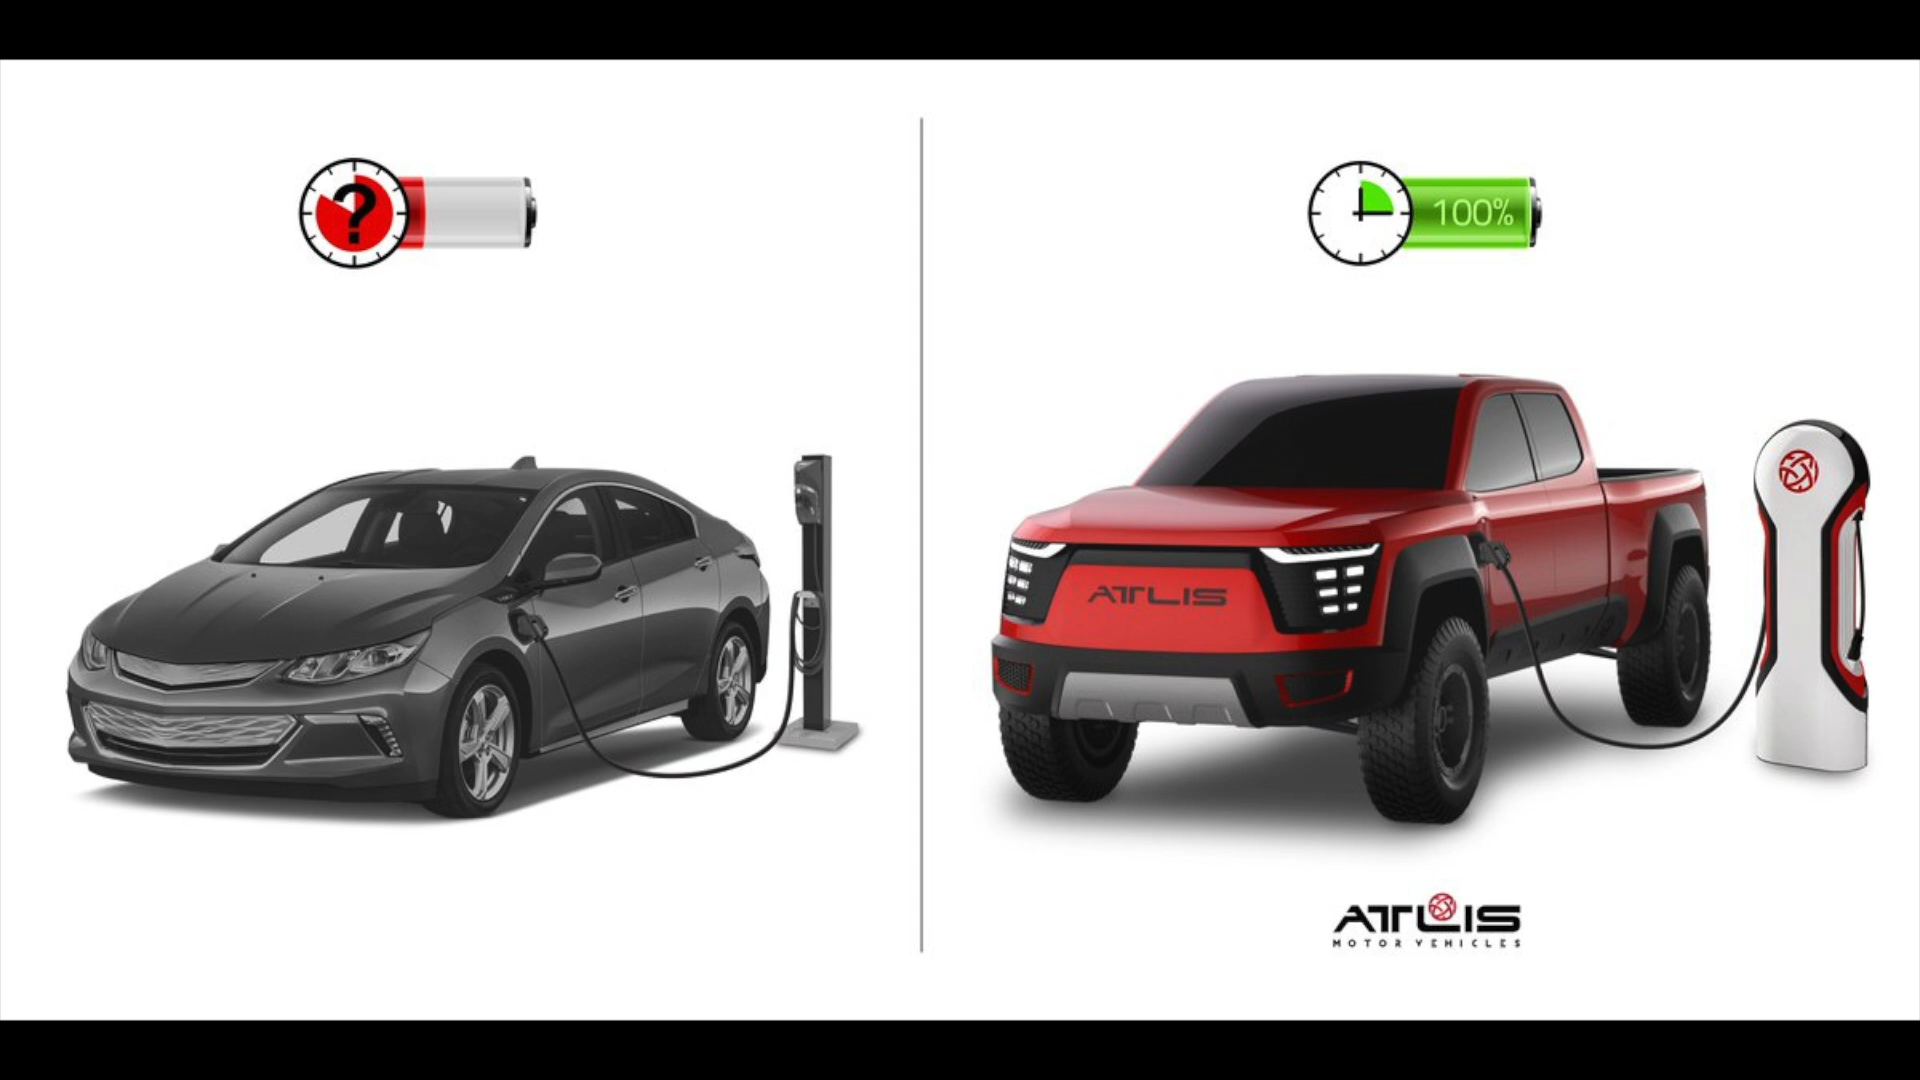 ?
100%
ATLIS
ATLIS
MOTOR VEHICLES